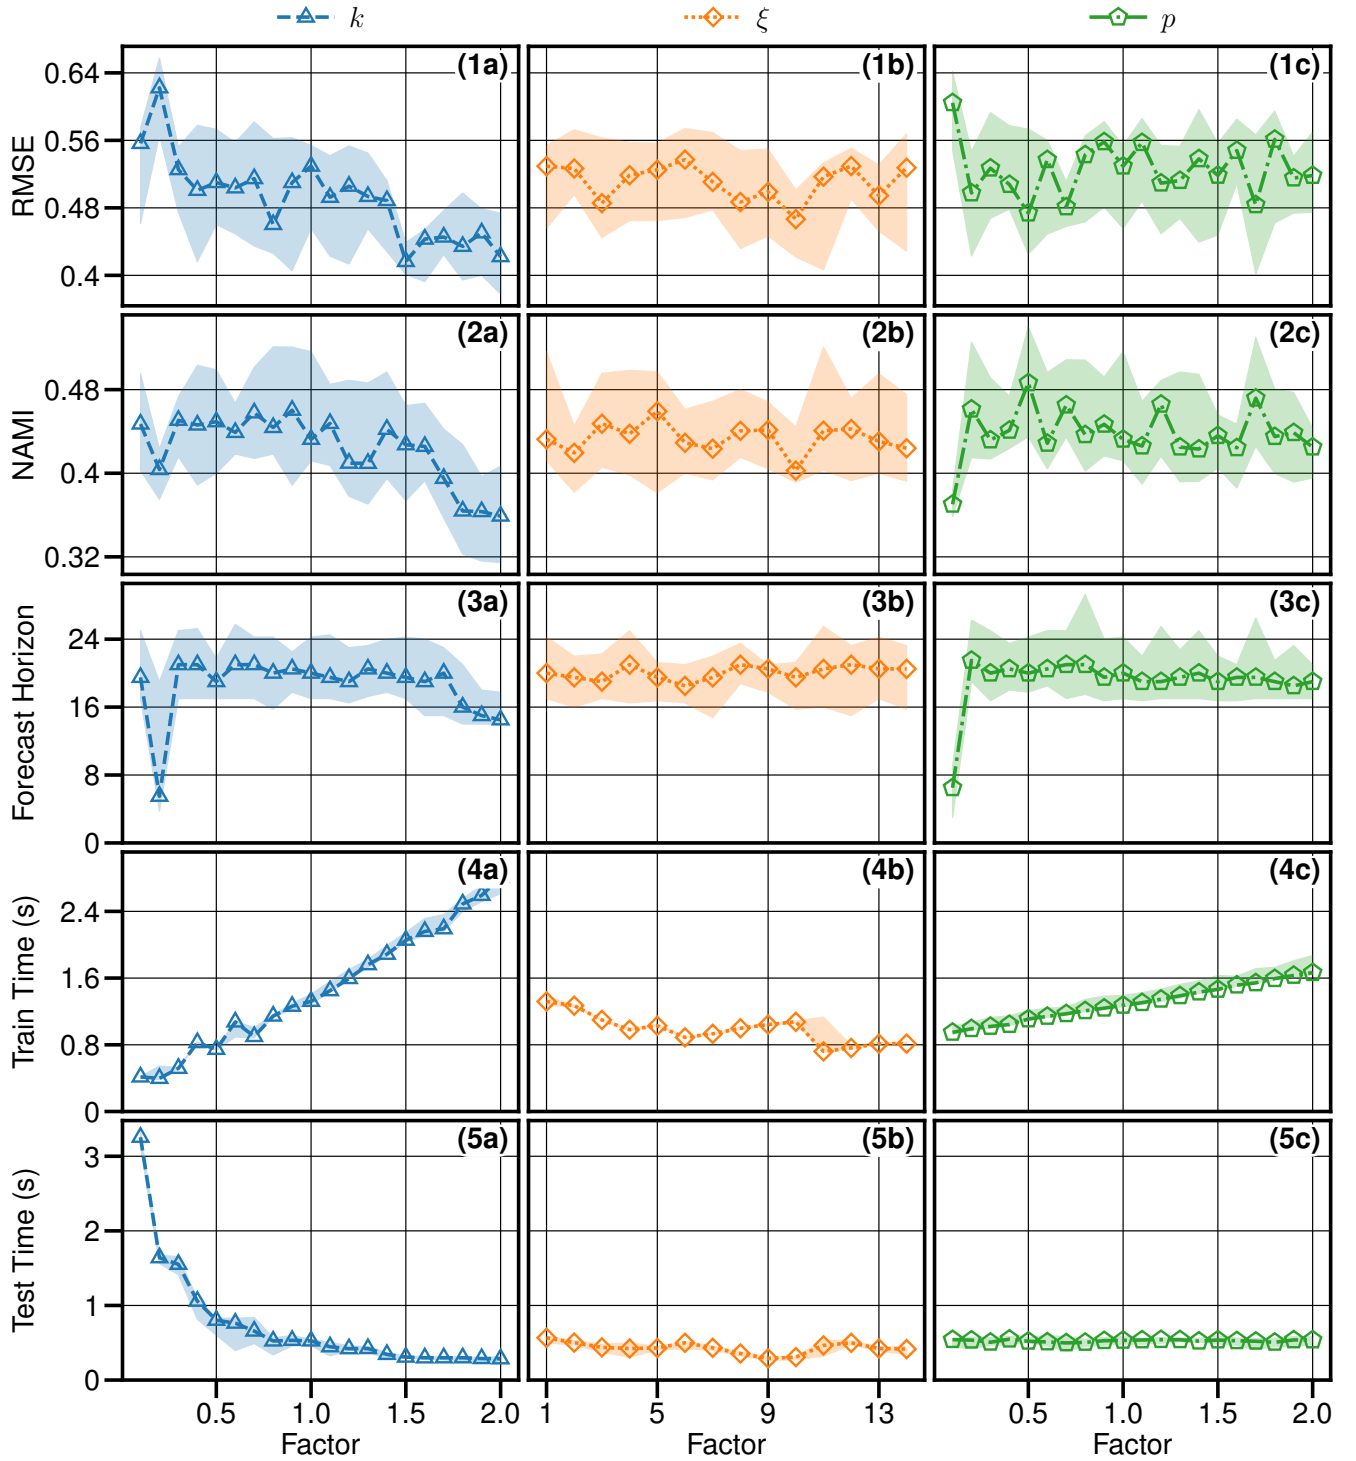 k ξ p
RMSE
0.64
0.56
0.48
0.4
(1a) (1b) (1c)
NAMI
0.48
0.4
0.32
(2a) (2b) (2c)
Forecast Horizon
24
16
8
0
(3a) (3b) (3c)
Train Time (s)
2.4
1.6
0.8
0
(4a) (4b) (4c)
Test Time (s)
3
2
1
0
(5a) (5b) (5c)
0.5 1.0 1.5 2.0 1 5 9 13 0.5 1.0 1.5 2.0
Factor Factor Factor